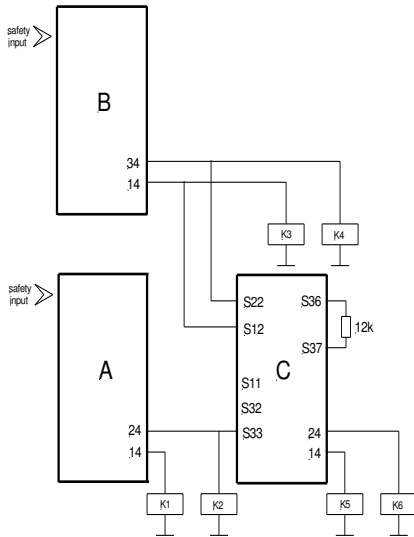 safety
input
B
34
14
K3
K4
safety
input
A
24
14
K1
K2
S22
S12
S11
S32
S33
C
S36
12k
S37
24
14
K5
K6